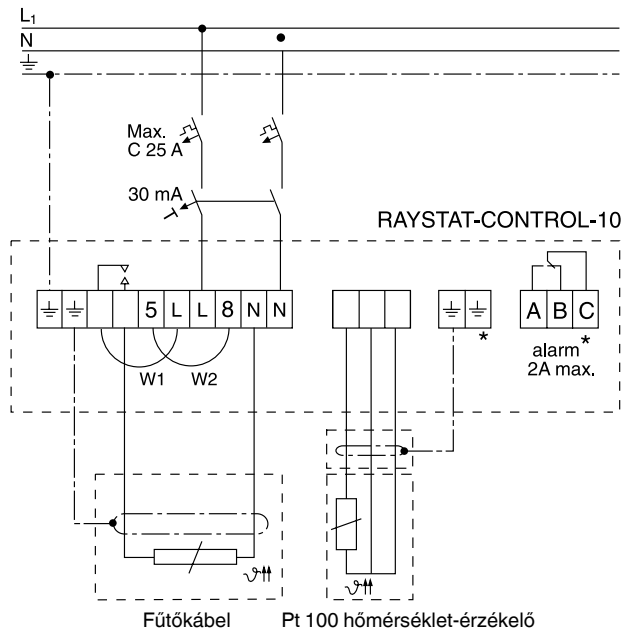 L1
N
Max.
C 25 A
30 mA
RAYSTAT-CONTROL-10
5 L L 8 N N
A B C
*
*
alarm
2A max.
W1 W2
Fűtőkábel
Pt 100 hőmérséklet-érzékelő